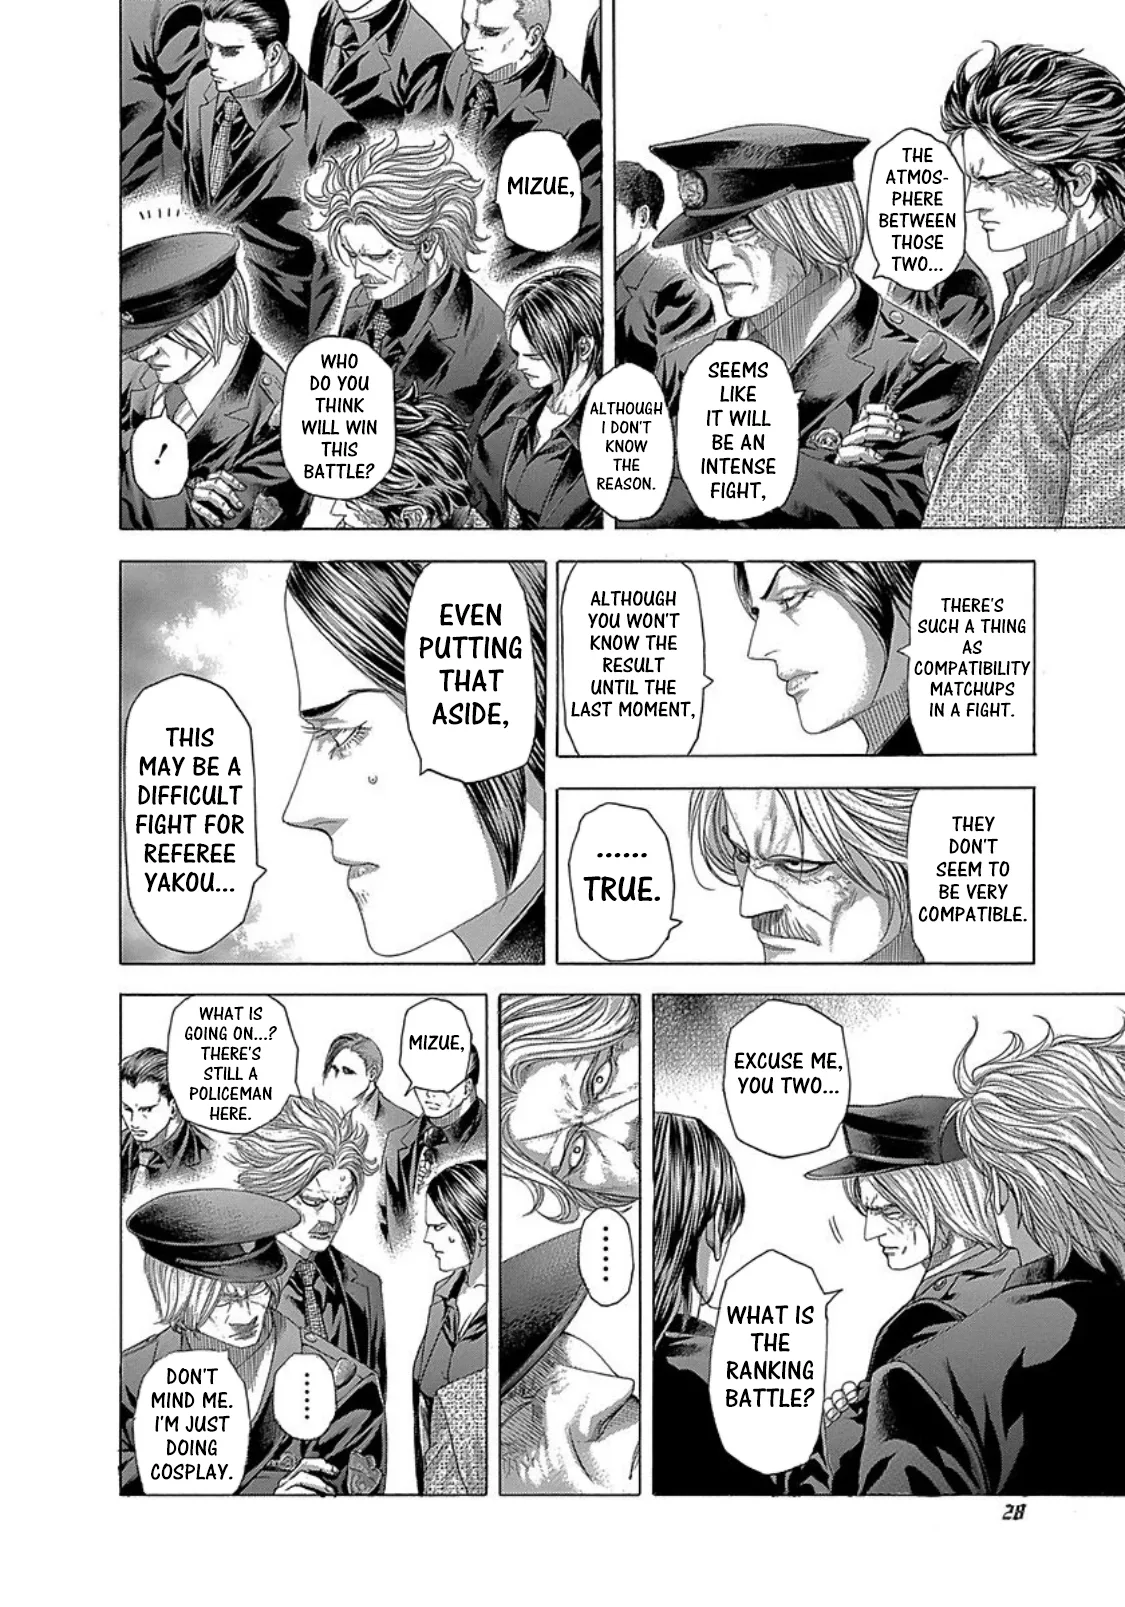 THE
ATMOS-
PHERE
BETWEEN
THOSE
TWO...
SEEMS
LIKE
IT WILL
BE AN
INTENSE
FIGHT,
ALTHOUGH
I DON'T
KNOW
THE
REASON.
MIZUE,
WHO
DO YOU
THINK
WILL WIN
THIS
BATTLE?
!
THERE'S
SUCH A THING
AS
COMPATIBILITY
MATCHUPS
IN A FIGHT.
ALTHOUGH
YOU WON'T
KNOW THE
RESULT
UNTIL THE
LAST MOMENT,
THEY
DON'T
SEEM TO
BE VERY
COMPATIBLE.
......
TRUE.
EVEN
PUTTING
THAT
ASIDE,
THIS
MAY BE A
DIFFICULT
FIGHT FOR
REFEREE
YAKOU...
EXCUSE ME,
YOU TWO...
WHAT IS
THE
RANKING
BATTLE?
......
MIZUE,
WHAT IS
GOING ON...?
THERE'S
STILL A
POLICEMAN
HERE.
......
DON'T
MIND ME.
I'M JUST
DOING
COSPLAY.
28